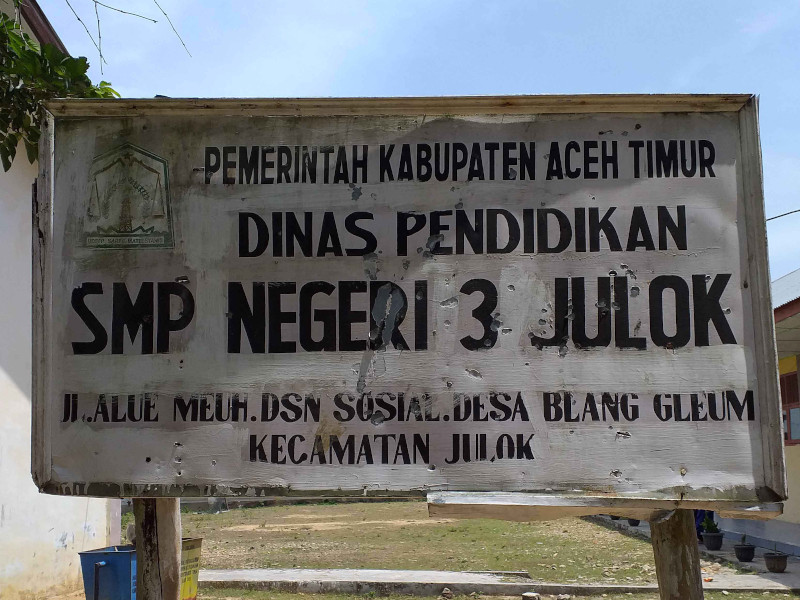 PEMERINTAH KABUPATEN ACEH TIMUR
DINAS PENDIDIKAN
SMP NEGERI 3 JULOK
JL.ALUE MEUH.DSN SOSIAL.DESA BLANG GLEUM
KECAMATAN JULOK